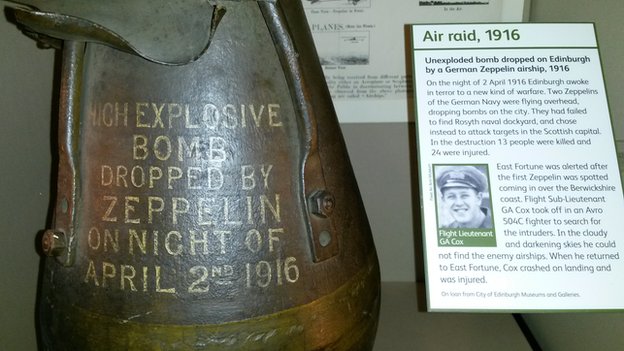 HIGH EXPLOSIVE
BOMB
DROPPED BY
ZEPPELIN
ON NIGHT OF
APRIL 2ND 1916
PLANES
In the Air
Air raid, 1916
Unexploded bomb dropped on Edinburgh
by a German Zeppelin airship, 1916
On the night of 2 April 1916 Edinburgh awoke
in terror to a new kind of warfare. Two Zeppelins
of the German Navy were flying overhead,
dropping bombs on the city. They had failed
to find Rosyth naval dockyard, and chose
instead to attack targets in the Scottish capital.
In the destruction 13 people were killed and
24 were injured.
East Fortune was alerted after
the first Zeppelin was spotted
coming in over the Berwickshire
coast. Flight Sub-Lieutenant
GA Cox took off in an Avro
504C fighter to search for
the intruders. In the cloudy
and darkening skies he could
not find the enemy airships. When he returned
to East Fortune, Cox crashed on landing and
was injured.
Flight Lieutenant
GA Cox
On loan from City of Edinburgh Museums and Galleries.